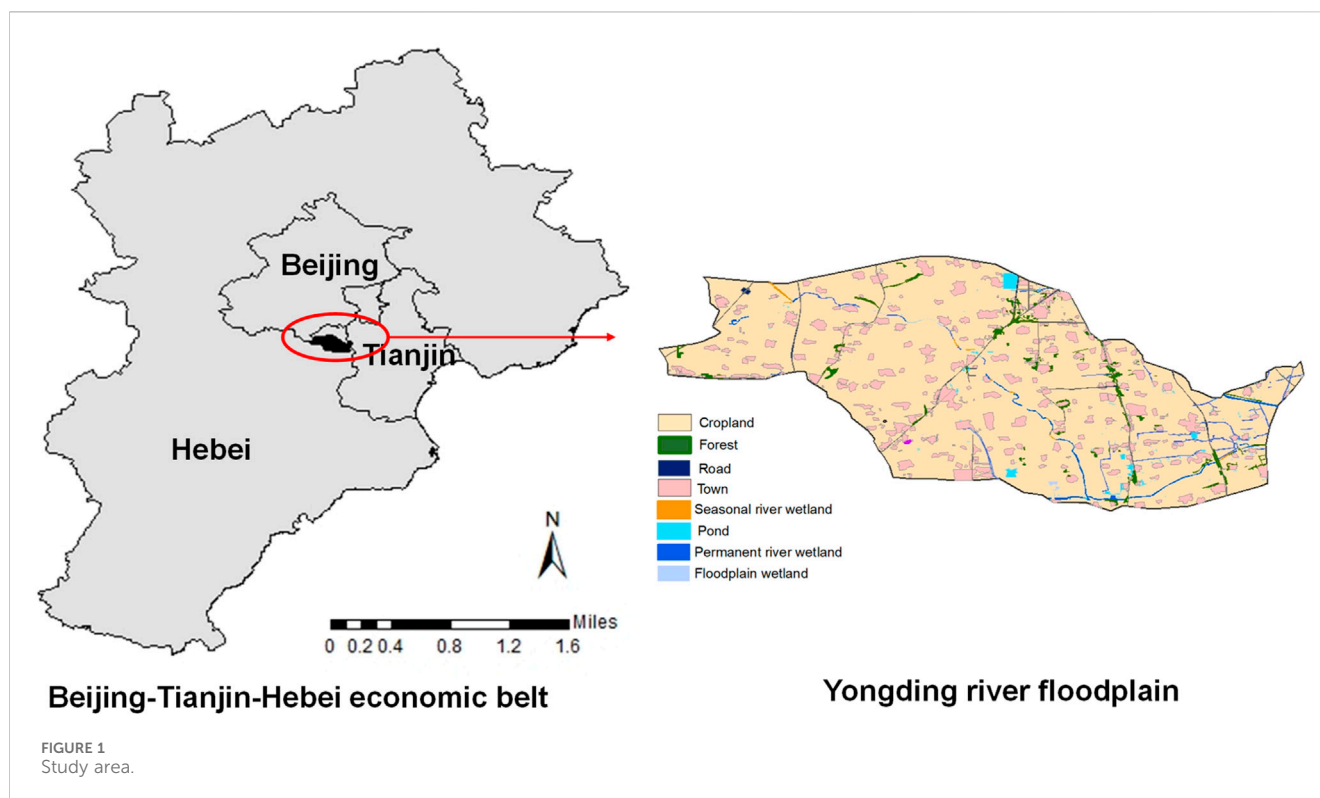 Beijing
Tianjin
Hebei
N
Miles
0 0.2 0.4 0.8 1.2 1.6
Beijing-Tianjin-Hebei economic belt
Cropland
Forest
Road
Town
Seasonal river wetland
Pond
Permanent river wetland
Floodplain wetland
Yongding river floodplain
FIGURE 1
Study area.